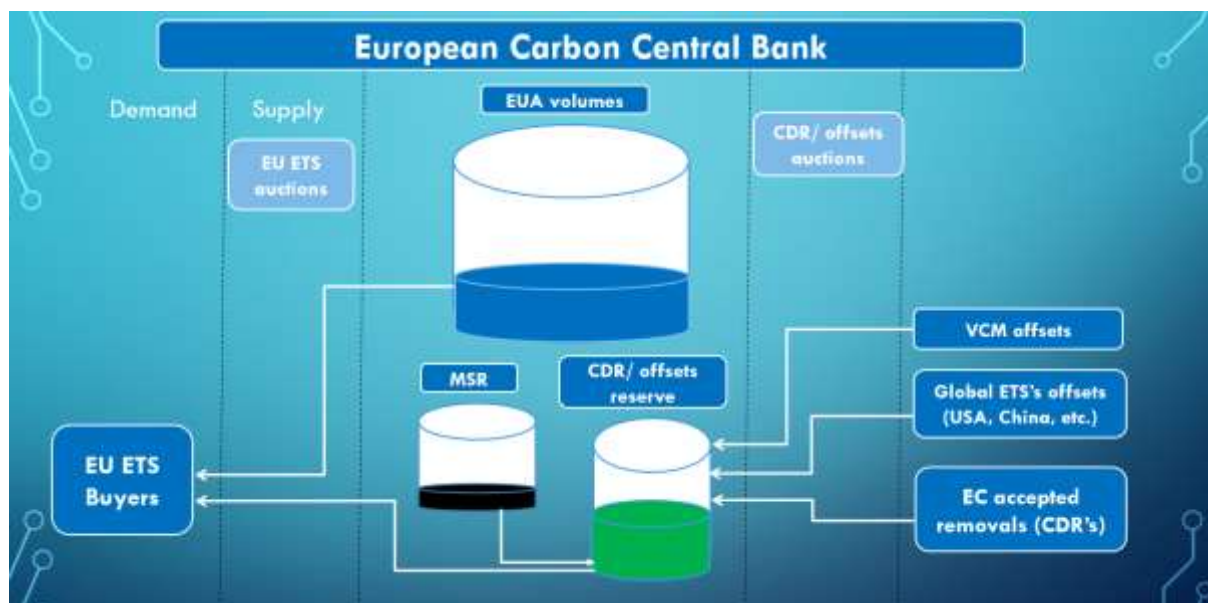 European Carbon Central Bank
Demand
Supply
EUA volumes
EU ETS
auctions
CDR/ offsets
auctions
VCM offsets
MSR
CDR/ offsets
reserve
Global ETS's offsets
(USA, China, etc.)
EU ETS
Buyers
EC accepted
removals (CDR's)